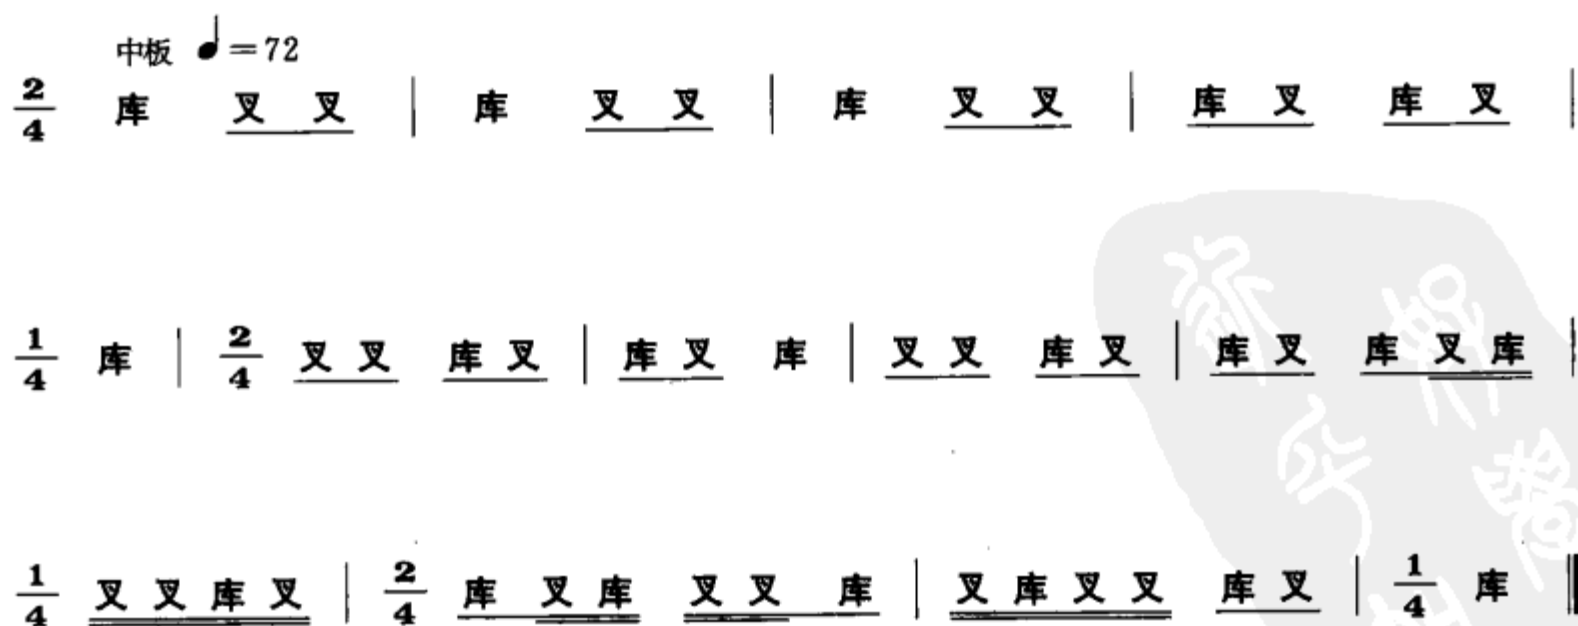 中板 ♩=72
2/4 库 叉 叉 | 库 叉 叉 | 库 叉 叉 | 库 叉 库 叉 |
1/4 库 | 2/4 叉 叉 库 叉 | 库 叉 库 | 叉 叉 库 叉 | 库 叉 库 叉 库 |
1/4 叉 叉 库 叉 | 2/4 库 叉 库 叉 叉 库 | 叉 库 叉 叉 库 叉 | 1/4 库 ‖